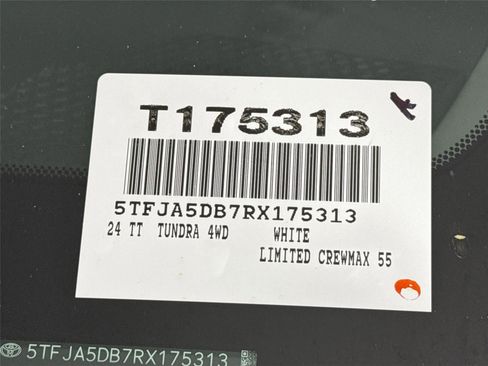 T175313
5TFJA5DB7RX175313
24 TT TUNDRA 4WD WHITE
LIMITED CREWMAX 55
5TFJA5DB7RX175313